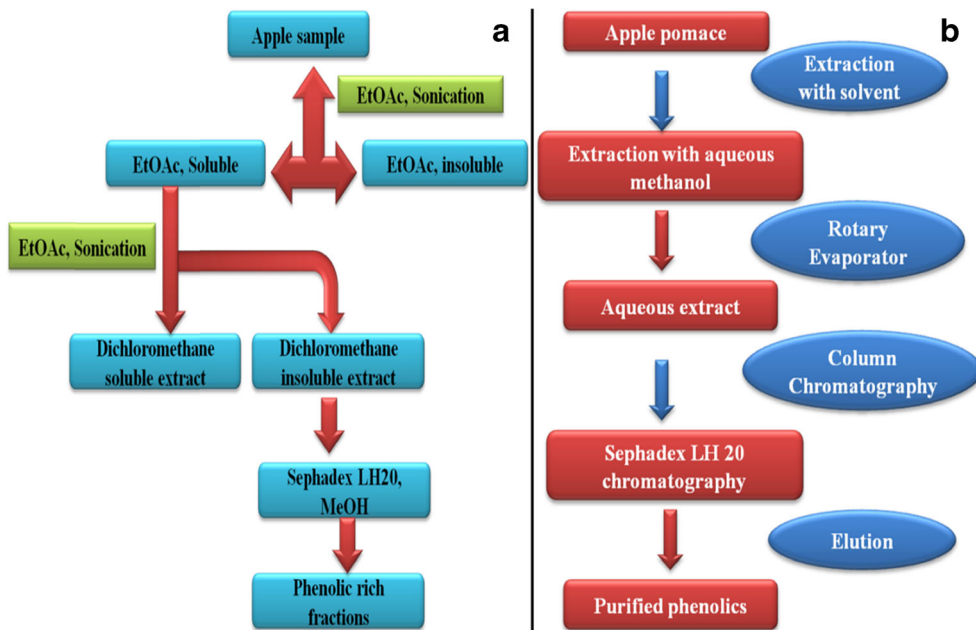 a
Apple sample
EtOAc, Sonication
EtOAc, Soluble
EtOAc, insoluble
EtOAc, Sonication
Dichloromethane
soluble extract
Dichloromethane
insoluble extract
Sephadex LH20,
MeOH
Phenolic rich
fractions
b
Apple pomace
Extraction
with solvent
Extraction with aqueous
methanol
Rotary
Evaporator
Aqueous extract
Column
Chromatography
Sephadex LH 20
chromatography
Elution
Purified phenolics